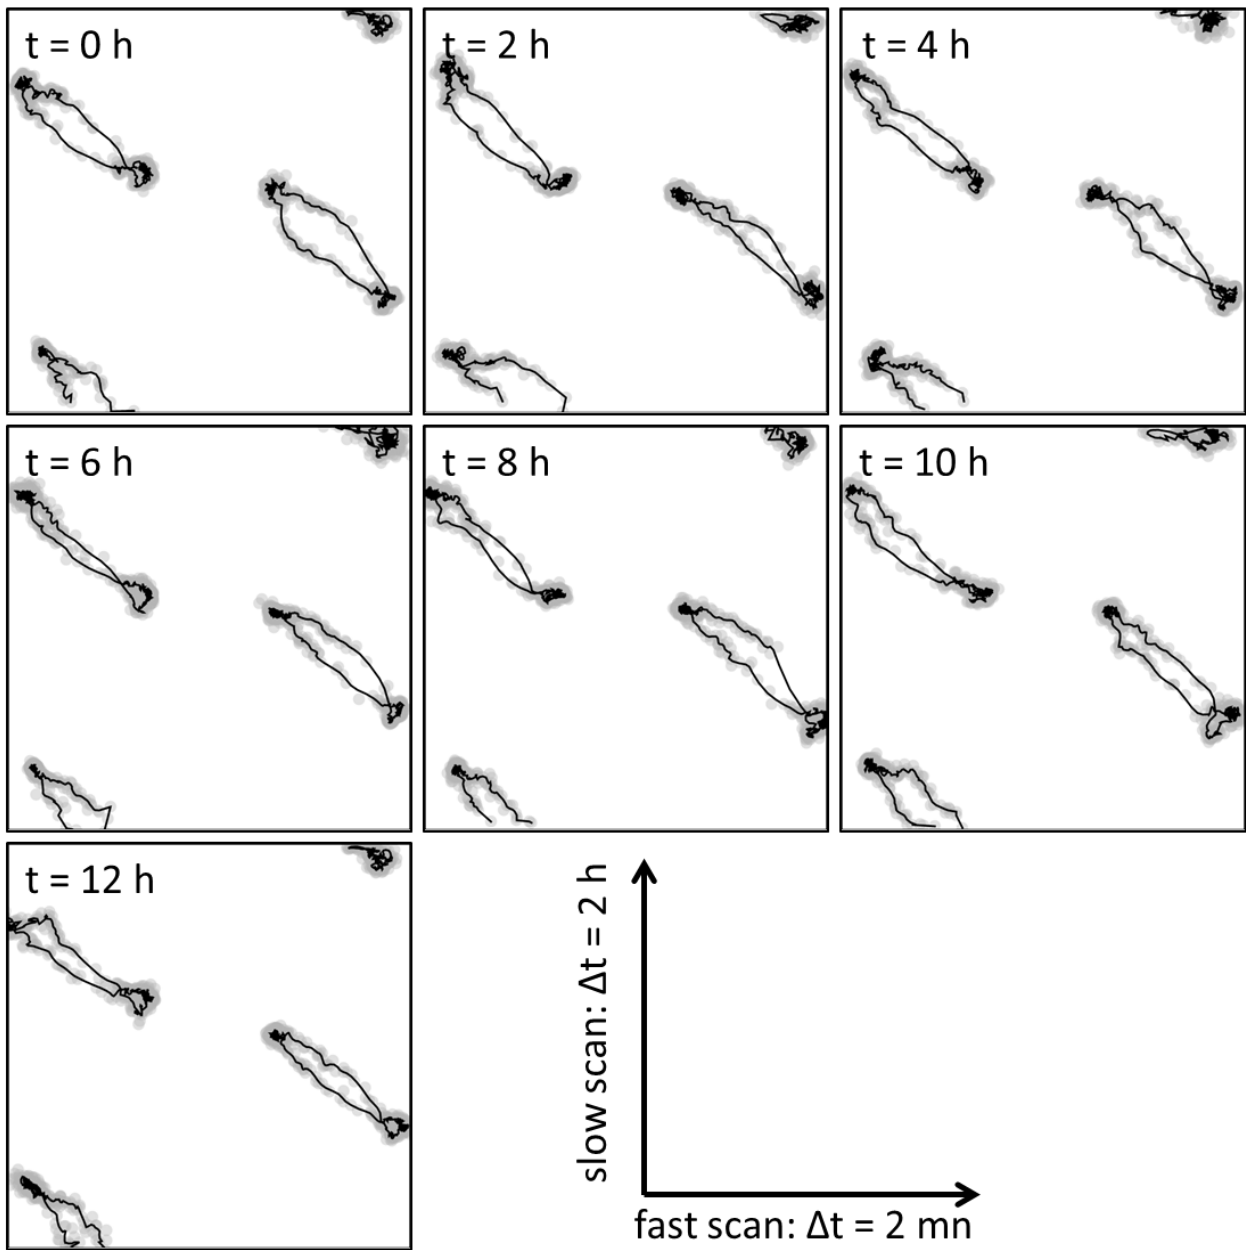 t = 0 h
t = 2 h
t = 4 h
t = 6 h
t = 8 h
t = 10 h
t = 12 h
slow scan: Δt = 2 h
fast scan: Δt = 2 mn